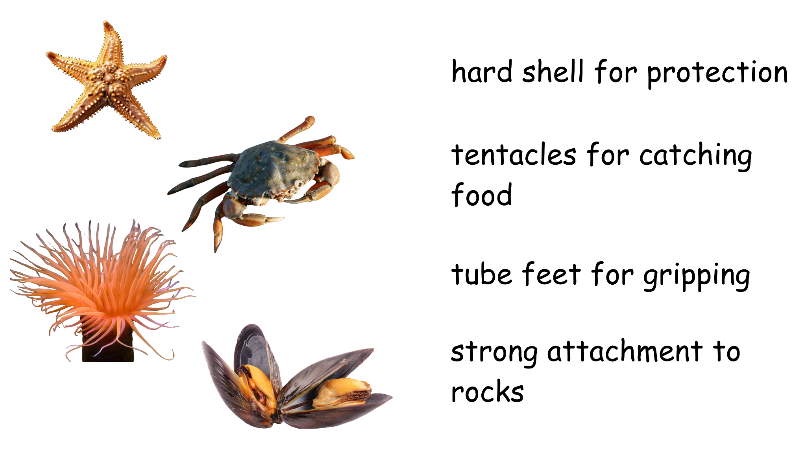 hard shell for protection
tentacles for catching
food
tube feet for gripping
strong attachment to
rocks